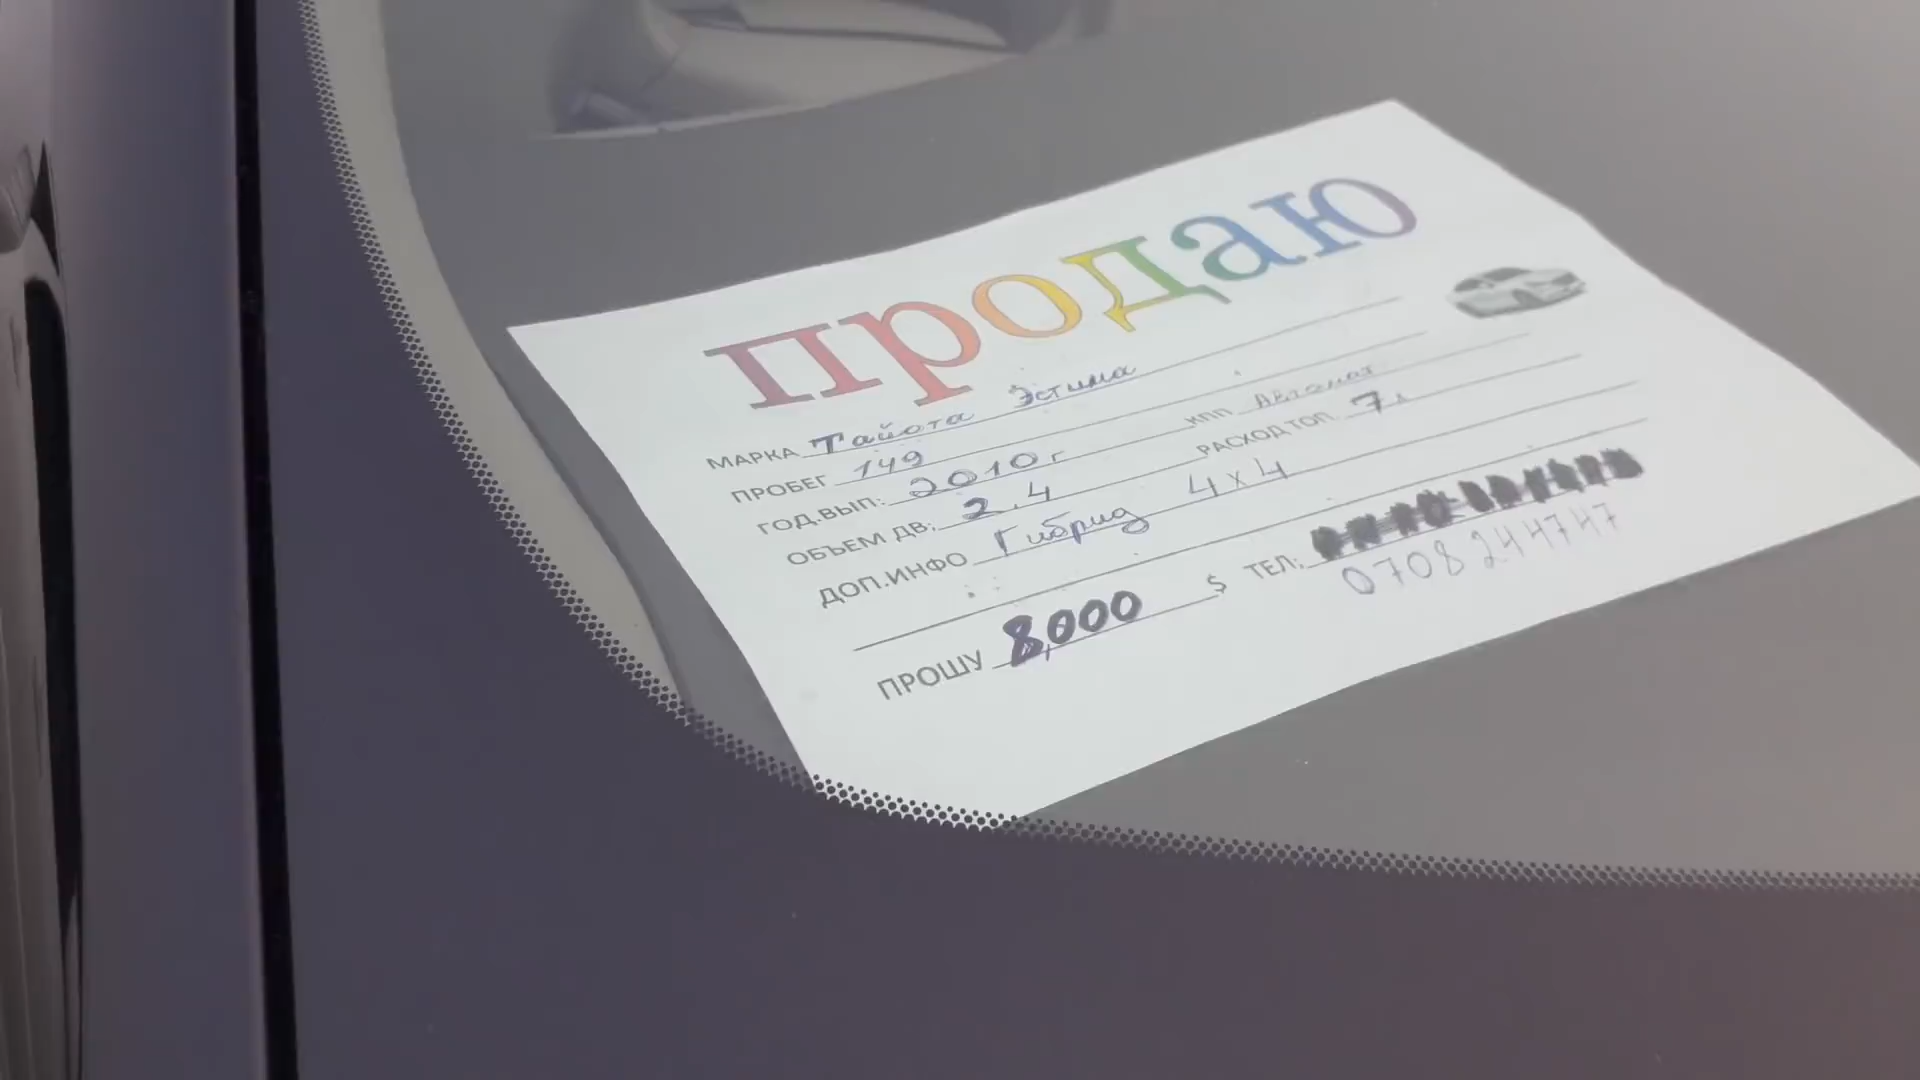 продаю
МАРКА Тайота Эстима
ПРОБЕГ 149 КПП Автомат
ГОД.ВЫП: 2010 г РАСХОД ТОП. 7 л
ОБЪЕМ ДВ: 2.4
ДОП.ИНФО Гибрид 4x4
ПРОШУ 8,000 $ ТЕЛ:
0708 244747